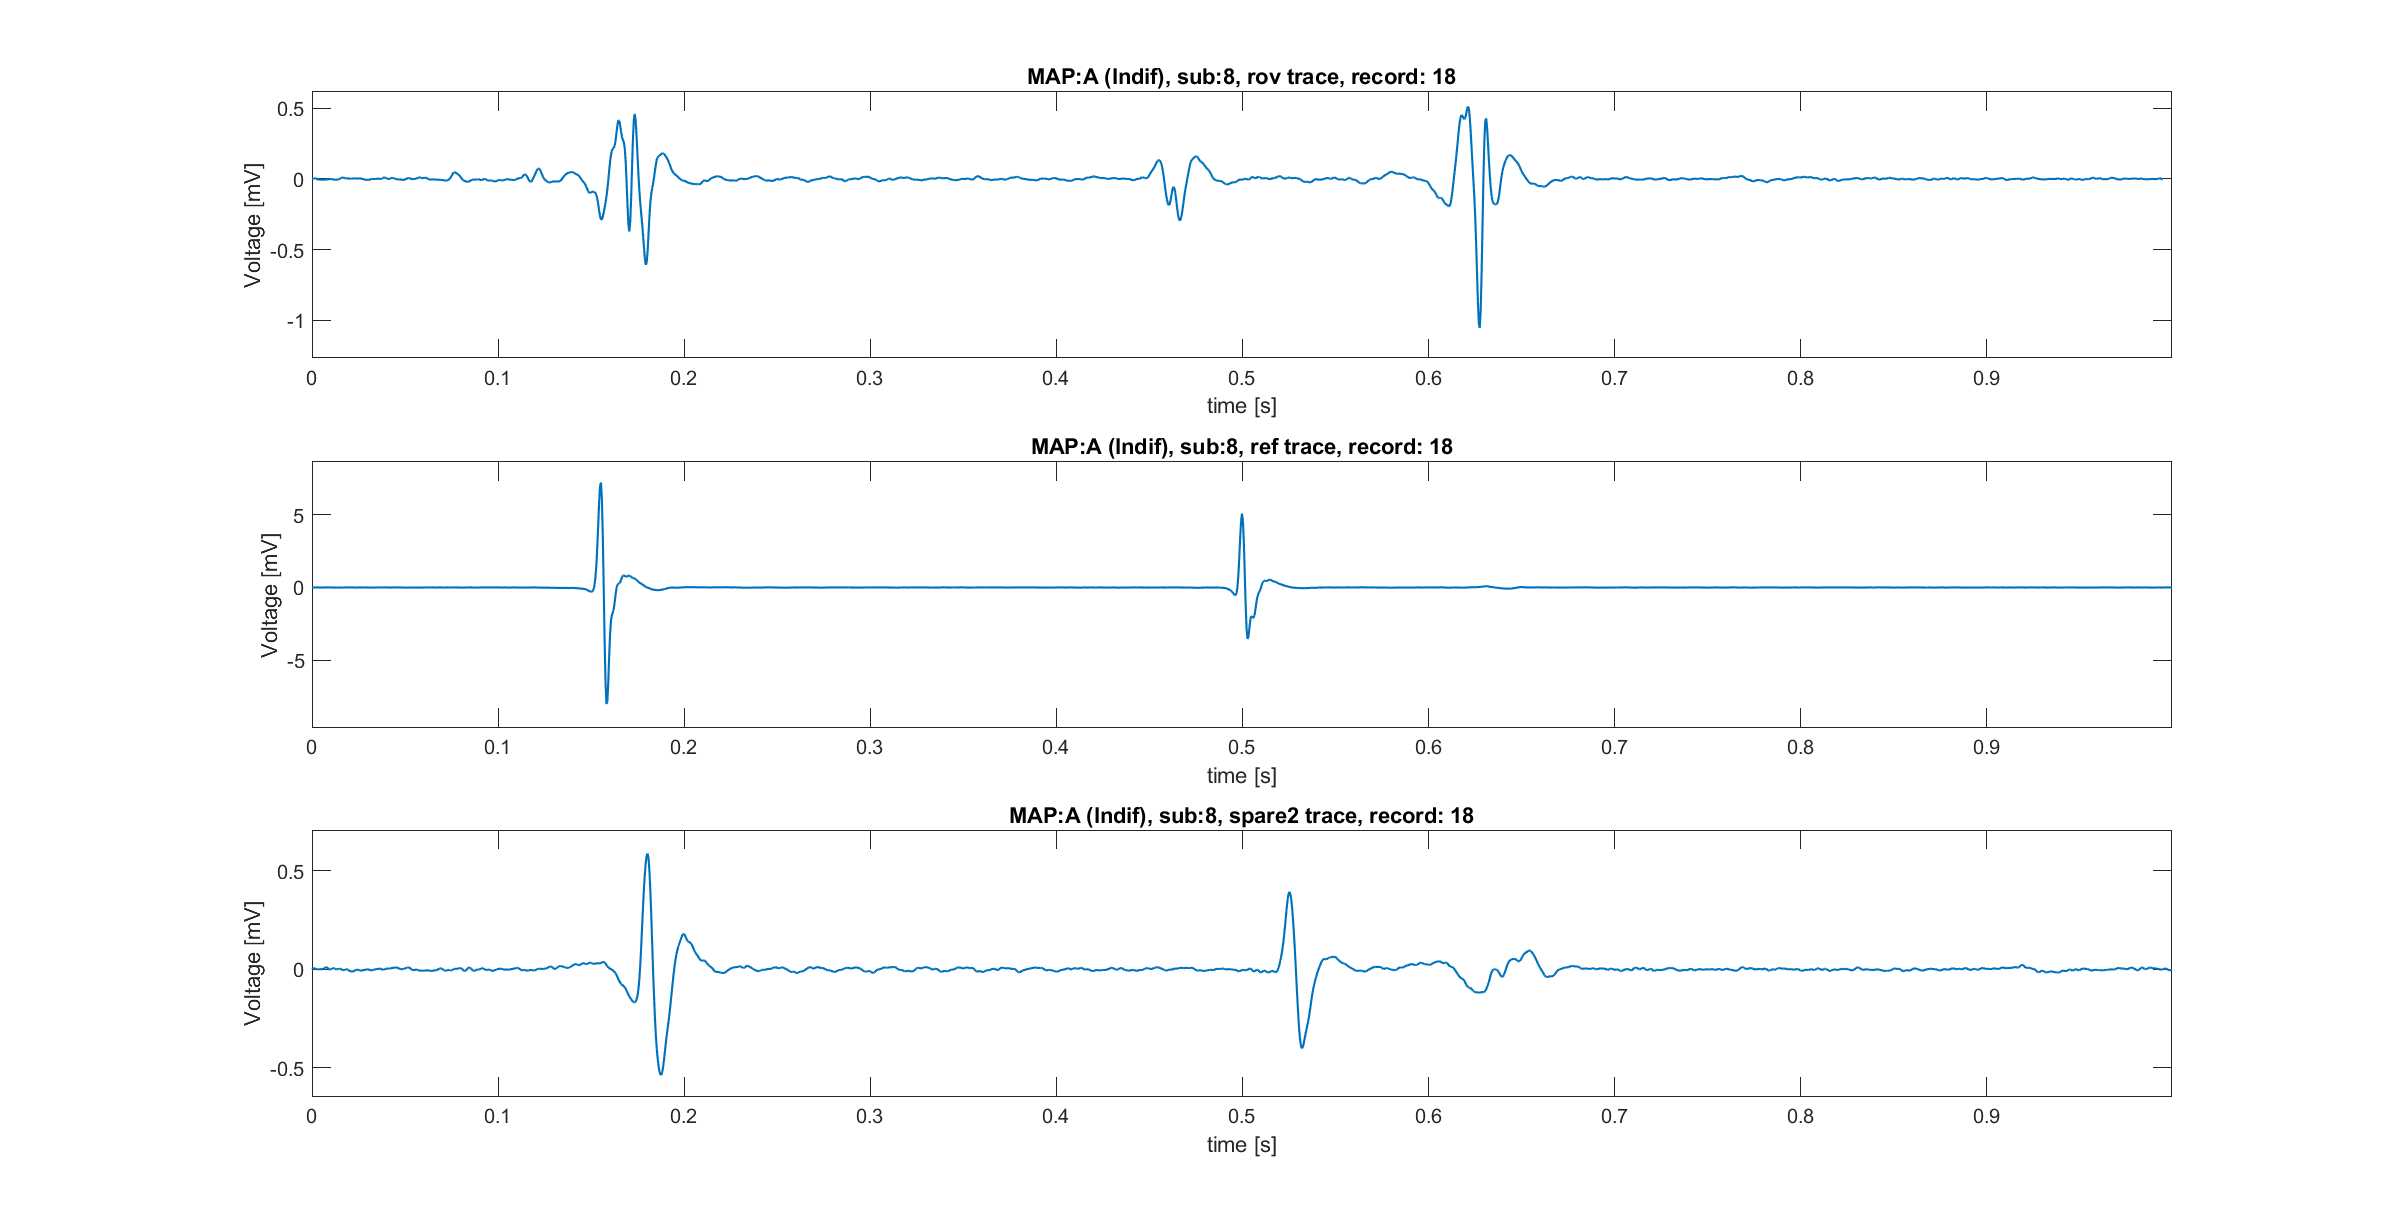 MAP:A (Indif), sub:8, rov trace, record: 18
Voltage [mV]
0.5
0
-0.5
-1
0 0.1 0.2 0.3 0.4 0.5 0.6 0.7 0.8 0.9
time [s]
MAP:A (Indif), sub:8, ref trace, record: 18
Voltage [mV]
5
0
-5
0 0.1 0.2 0.3 0.4 0.5 0.6 0.7 0.8 0.9
time [s]
MAP:A (Indif), sub:8, spare2 trace, record: 18
Voltage [mV]
0.5
0
-0.5
0 0.1 0.2 0.3 0.4 0.5 0.6 0.7 0.8 0.9
time [s]